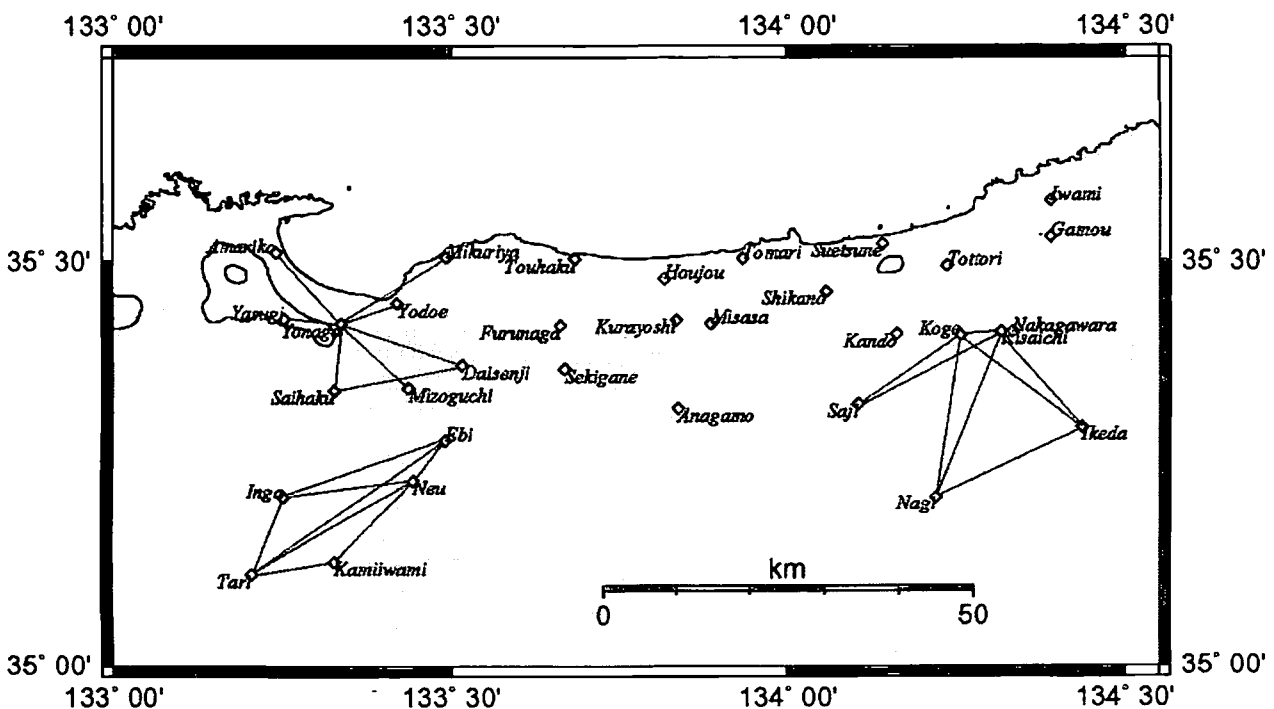 133° 00' 133° 30' 134° 00' 134° 30'
Iwami
Gamou
Mikuriya
35° 30' Touhaku Tomari Suetsune Tottori 35° 30'
Houjou
Shikano
Yodoe
Yonago
Kurayoshi Misasa
Furunaga
Kando Koge Nakagawara
Kisaichi
Daisenji Sekigane
Saihaku Mizoguchi
Anagamo Saji
Ikeda
Ebi
Neu
Nagi
Tari Kamiiwami
km
0 50
35° 00' 35° 00'
133° 00' 133° 30' 134° 00' 134° 30'